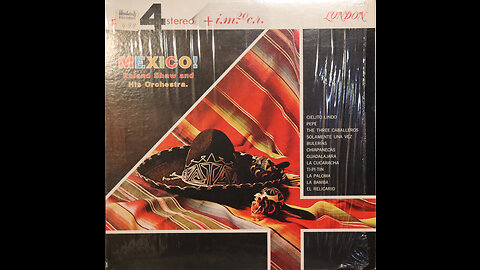 4 stereo + i.m.20 c.r. LONDON
MEXICO!
Roland Shaw and
His Orchestra.
CIELITO LINDO
PEPE
THE THREE CABALLEROS
SOLAMENTE UNA VEZ
BULERIAS
CHIAPANECAS
GUADALAJARA
LA CUCARACHA
TI-PI-TIN
LA PALOMA
LA BAMBA
EL RELICARIO